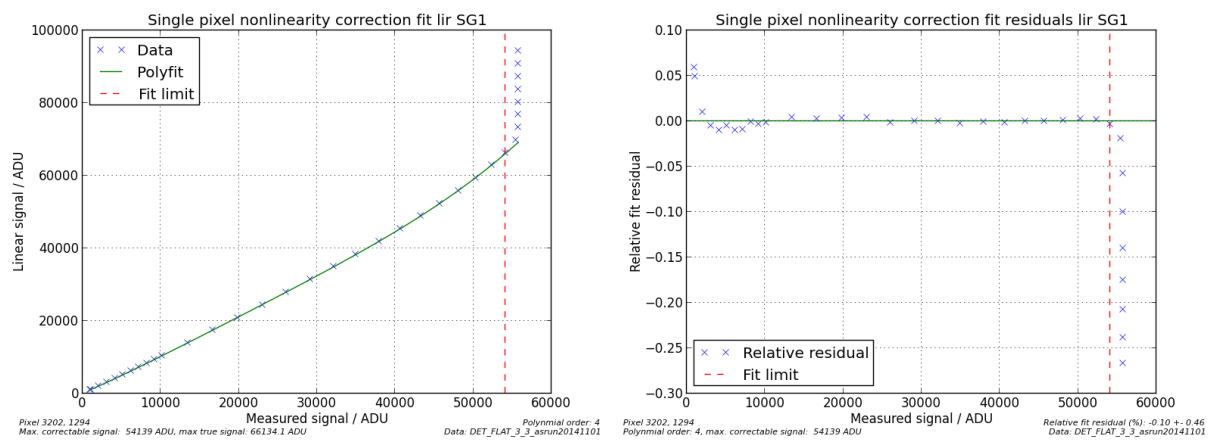 Single pixel nonlinearity correction fit lir SG1
100000
80000
60000
40000
20000
0
Linear signal / ADU
Data
Polyfit
Fit limit
0 10000 20000 30000 40000 50000 60000
Measured signal / ADU
Pixel 3202, 1294
Max. correctable signal: 54139 ADU, max true signal: 66134.1 ADU
Polynmial order: 4
Data: DET_FLAT_3_3_asrun20141101
Single pixel nonlinearity correction fit residuals lir SG1
0.10
0.05
0.00
−0.05
−0.10
−0.15
−0.20
−0.25
−0.30
Relative fit residual
Relative residual
Fit limit
0 10000 20000 30000 40000 50000 60000
Measured signal / ADU
Pixel 3202, 1294
Polynmial order: 4, max. correctable signal: 54139 ADU
Relative fit residual (%): -0.10 +- 0.46
Data: DET_FLAT_3_3_asrun20141101